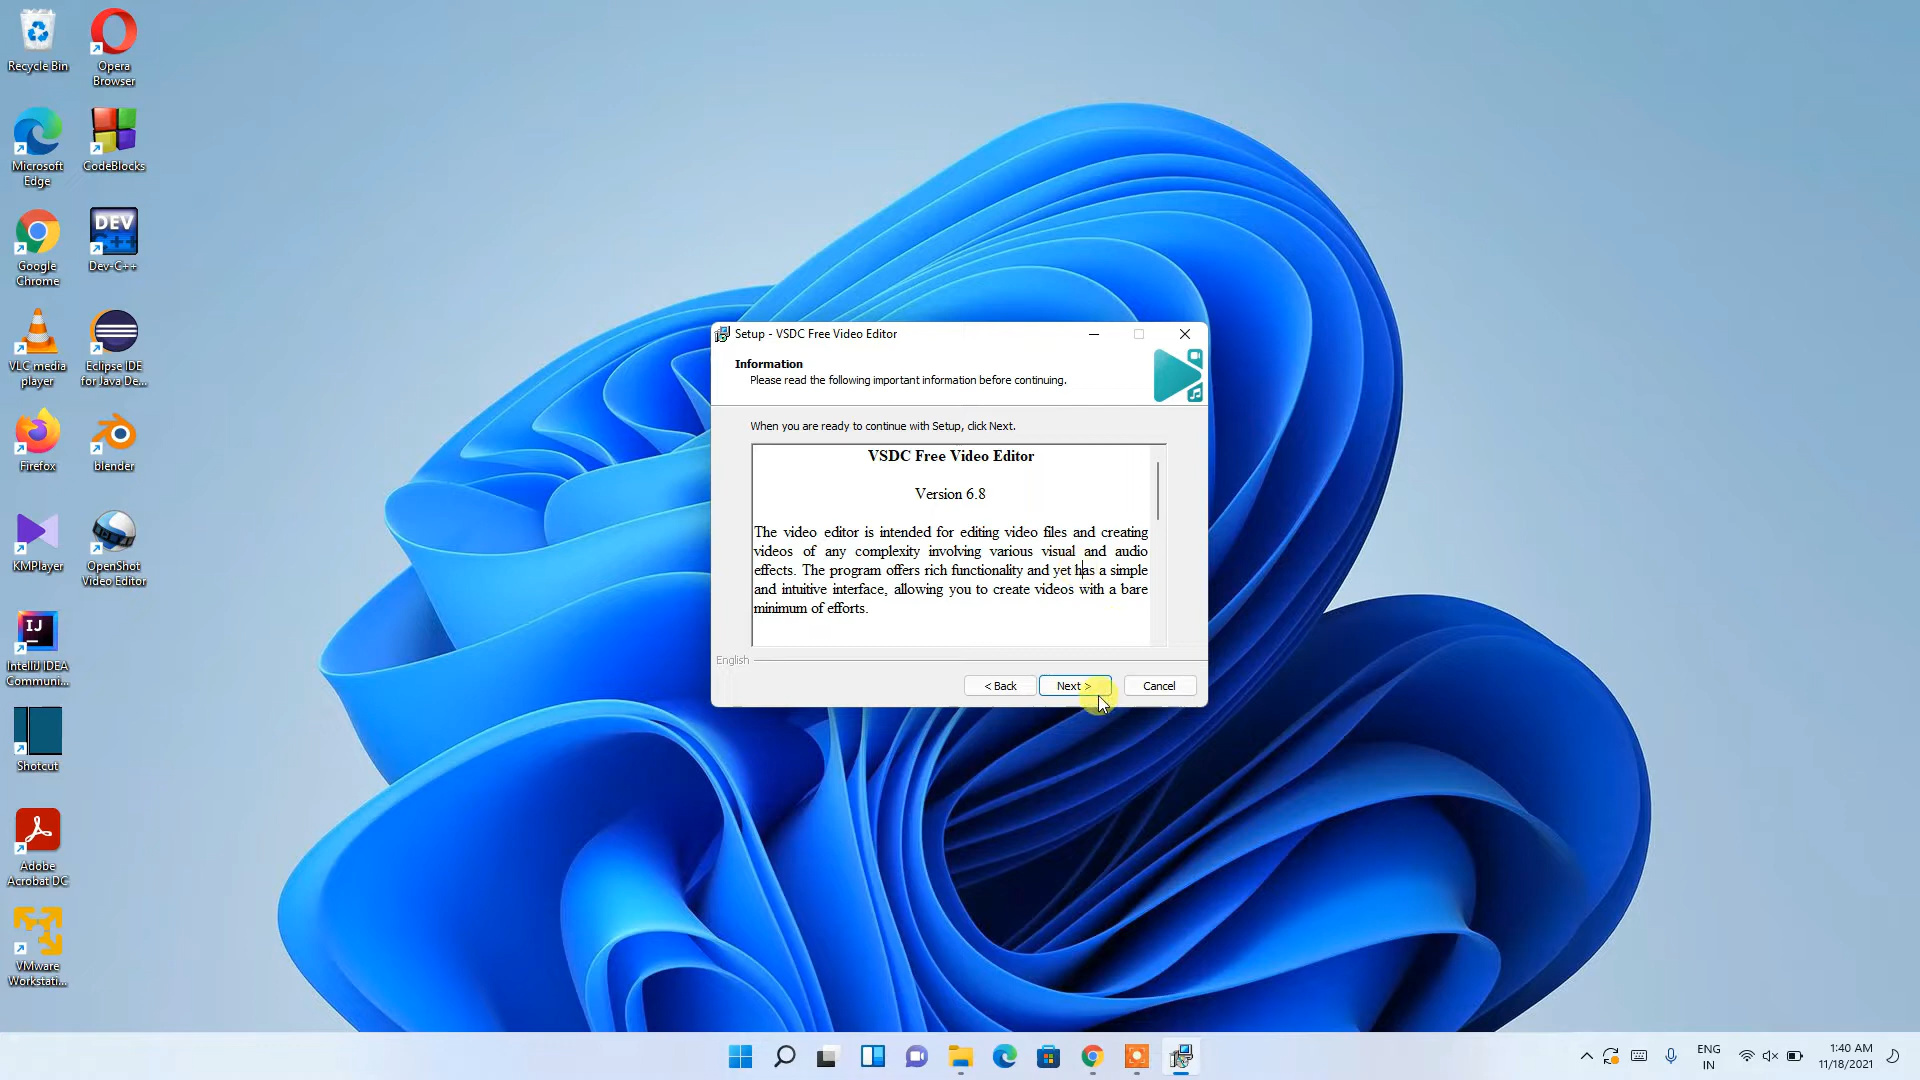 Recycle Bin
Opera
Browser
Microsoft
Edge
CodeBlocks
Google
Chrome
DEV
C++
Dev-C++
VLC media
player
Eclipse IDE
for Java De...
Firefox
blender
KMPlayer
OpenShot
Video Editor
IJ
IntelliJ IDEA
Communi...
Shotcut
Adobe
Acrobat DC
VMware
Workstati...
Setup - VSDC Free Video Editor
Information
Please read the following important information before continuing.
When you are ready to continue with Setup, click Next.
VSDC Free Video Editor
Version 6.8
The video editor is intended for editing video files and creating
videos of any complexity involving various visual and audio
effects. The program offers rich functionality and yet has a simple
and intuitive interface, allowing you to create videos with a bare
minimum of efforts.
English
< Back
Next >
Cancel
ENG
IN
1:40 AM
11/18/2021